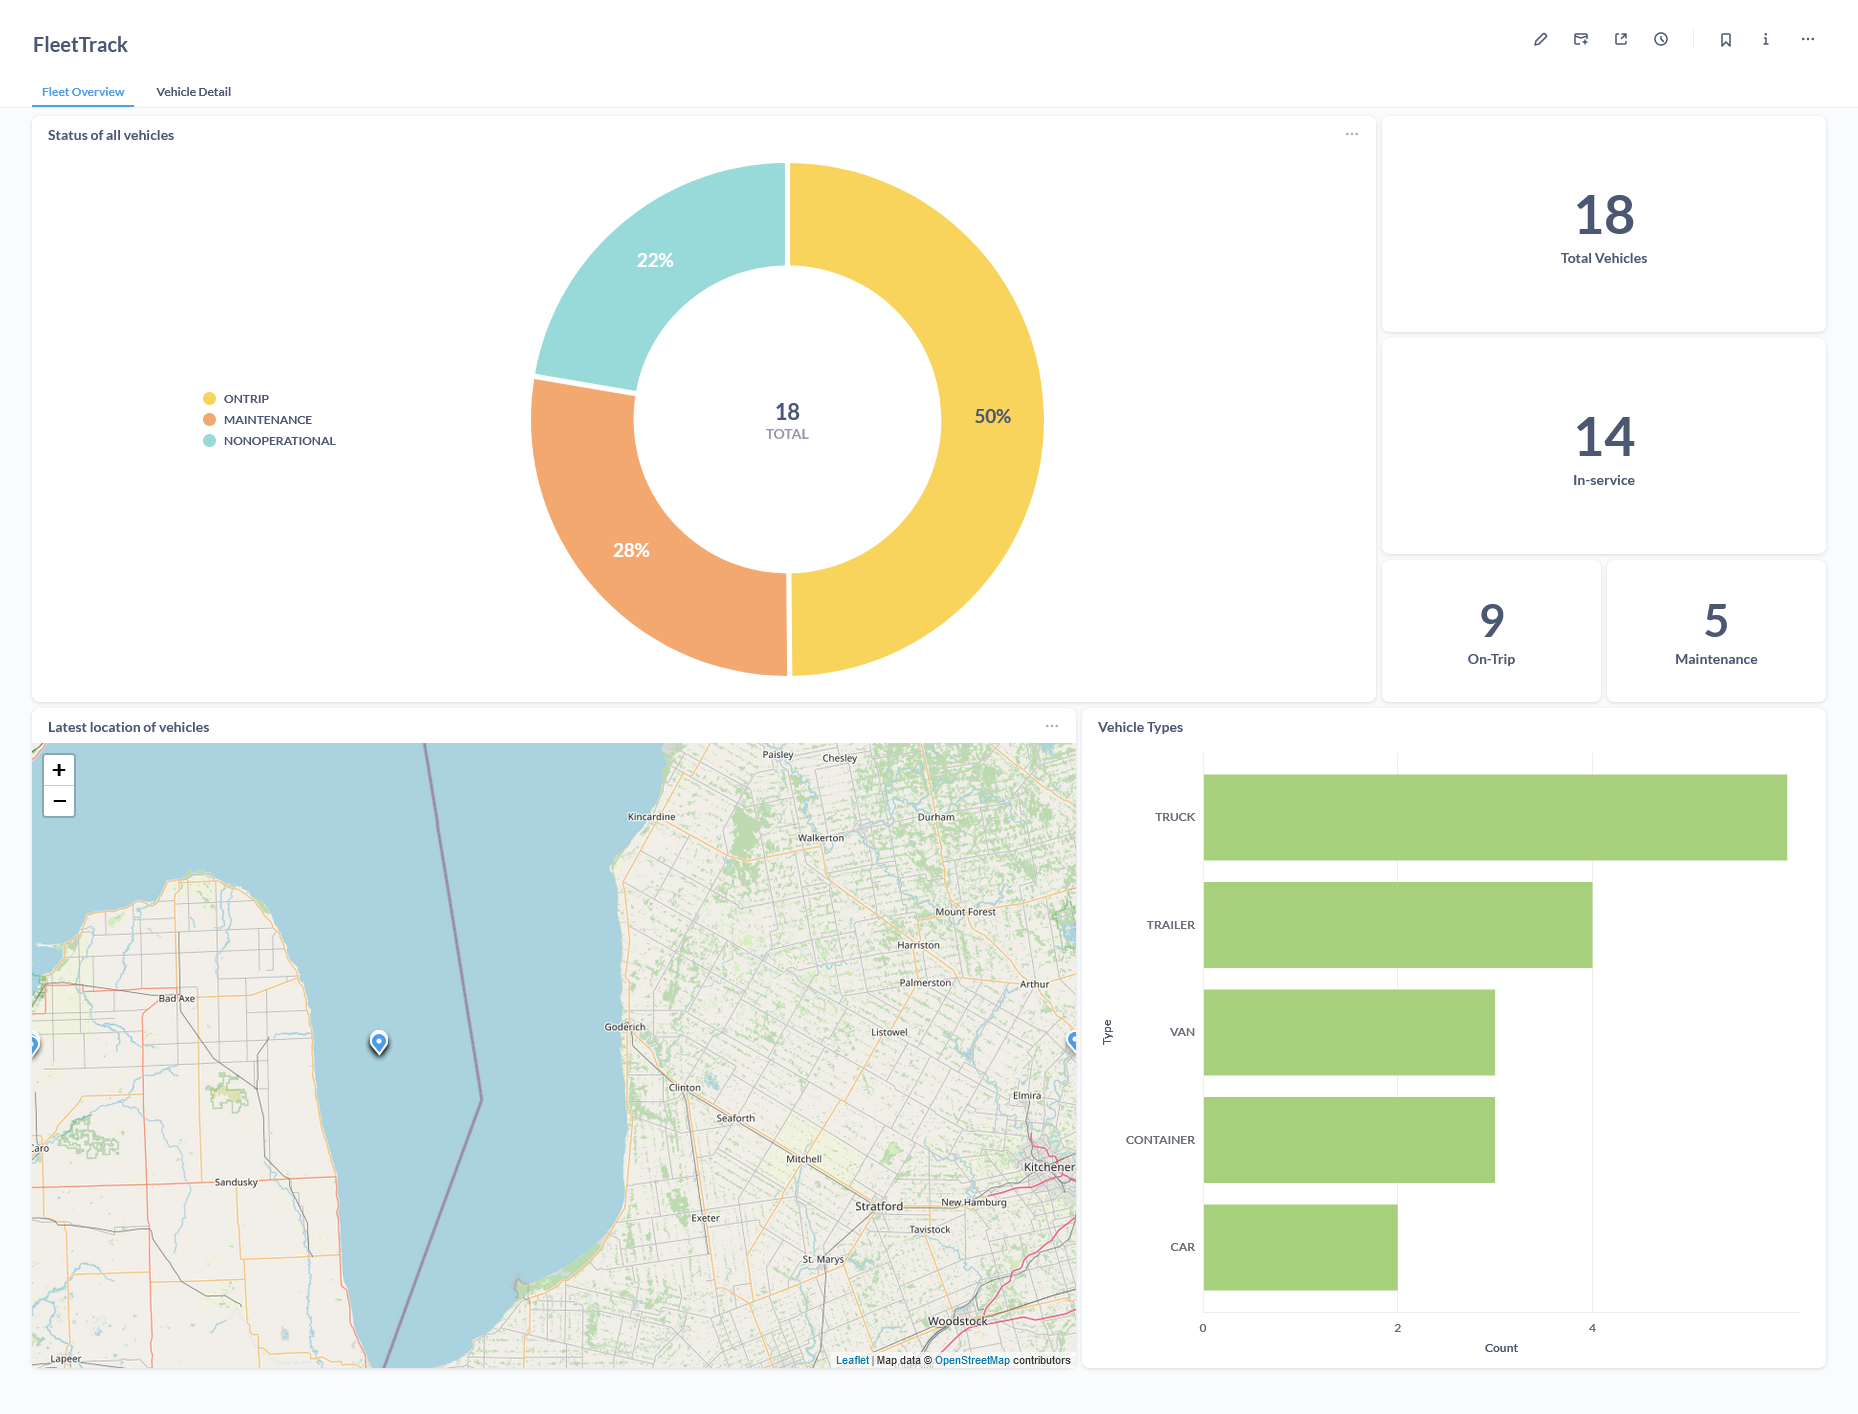 FleetTrack
Fleet Overview
Vehicle Detail
Status of all vehicles
ONTRIP
MAINTENANCE
NONOPERATIONAL
22%
50%
28%
18
TOTAL
18
Total Vehicles
14
In-service
9
On-Trip
5
Maintenance
Latest location of vehicles
+
−
Paisley
Chesley
Kincardine
Durham
Walkerton
Mount Forest
Harriston
Palmerston
Arthur
Bad Axe
Goderich
Listowel
Clinton
Elmira
Seaforth
Caro
Mitchell
Kitchener
Sandusky
New Hamburg
Stratford
Exeter
Tavistock
St. Marys
Woodstock
Lapeer
Leaflet | Map data © OpenStreetMap contributors
Vehicle Types
TRUCK
TRAILER
VAN
CONTAINER
CAR
Type
0
2
4
Count